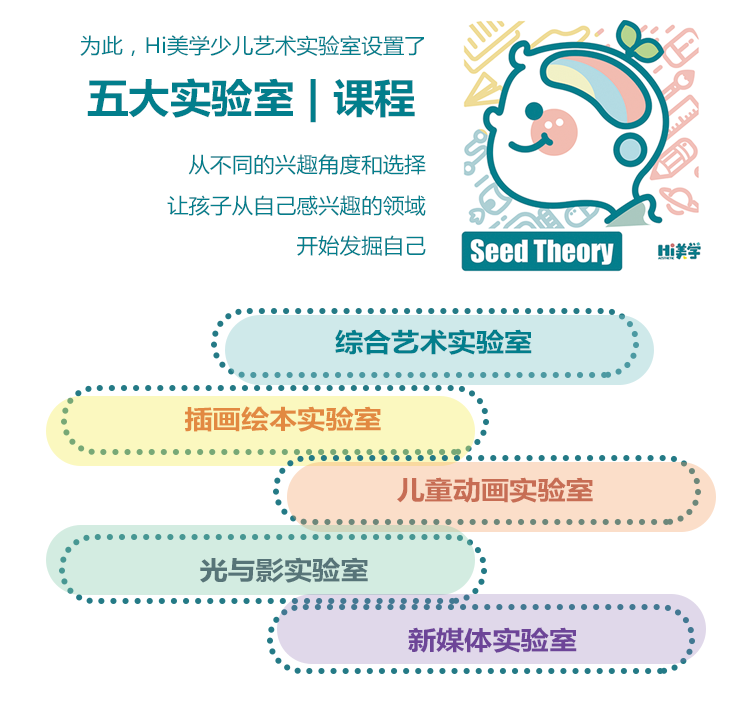 为此，Hi美学少儿艺术实验室设置了
五大实验室 | 课程
从不同的兴趣角度和选择
让孩子从自己感兴趣的领域
开始发掘自己
Seed Theory
Hi美学
综合艺术实验室
插画绘本实验室
儿童动画实验室
光与影实验室
新媒体实验室